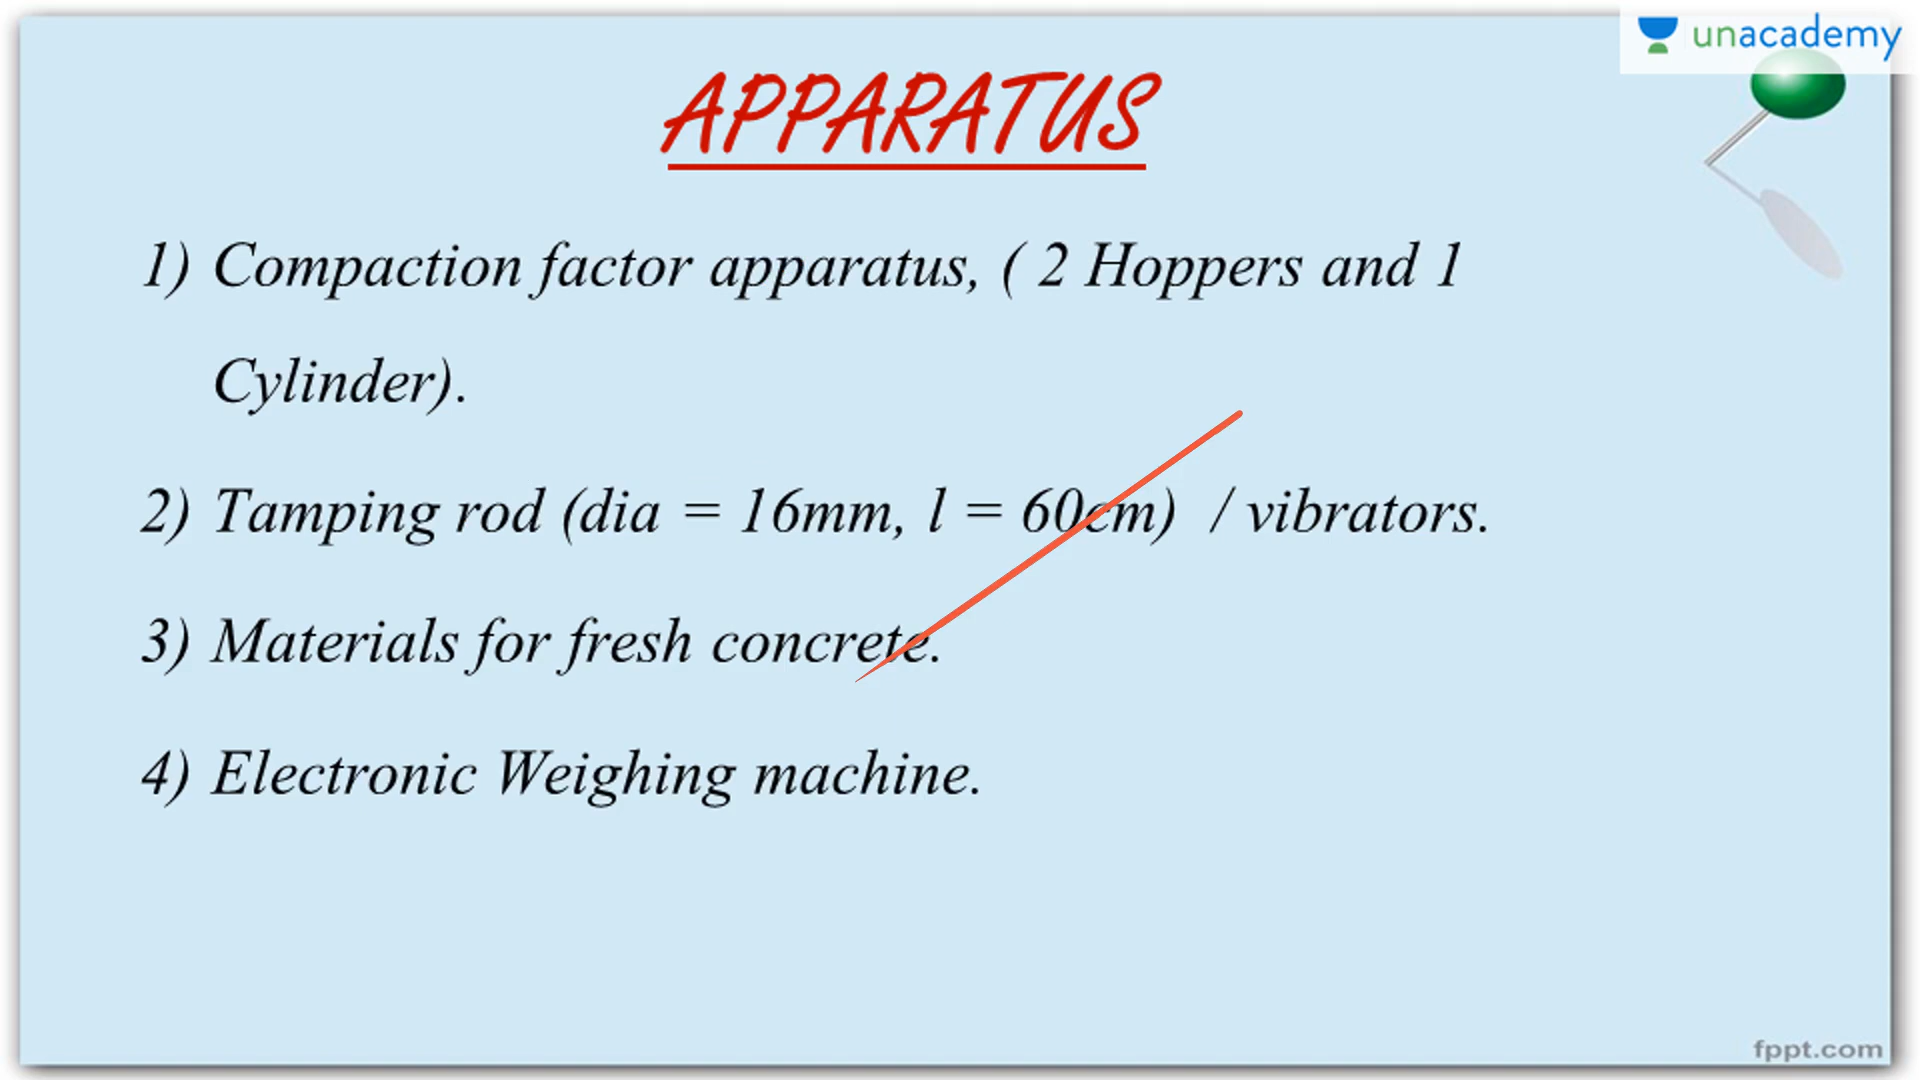 unacademy
APPARATUS
1) Compaction factor apparatus, ( 2 Hoppers and 1
Cylinder).
2) Tamping rod (dia = 16mm, l = 60cm) / vibrators.
3) Materials for fresh concrete.
4) Electronic Weighing machine.
fppt.com